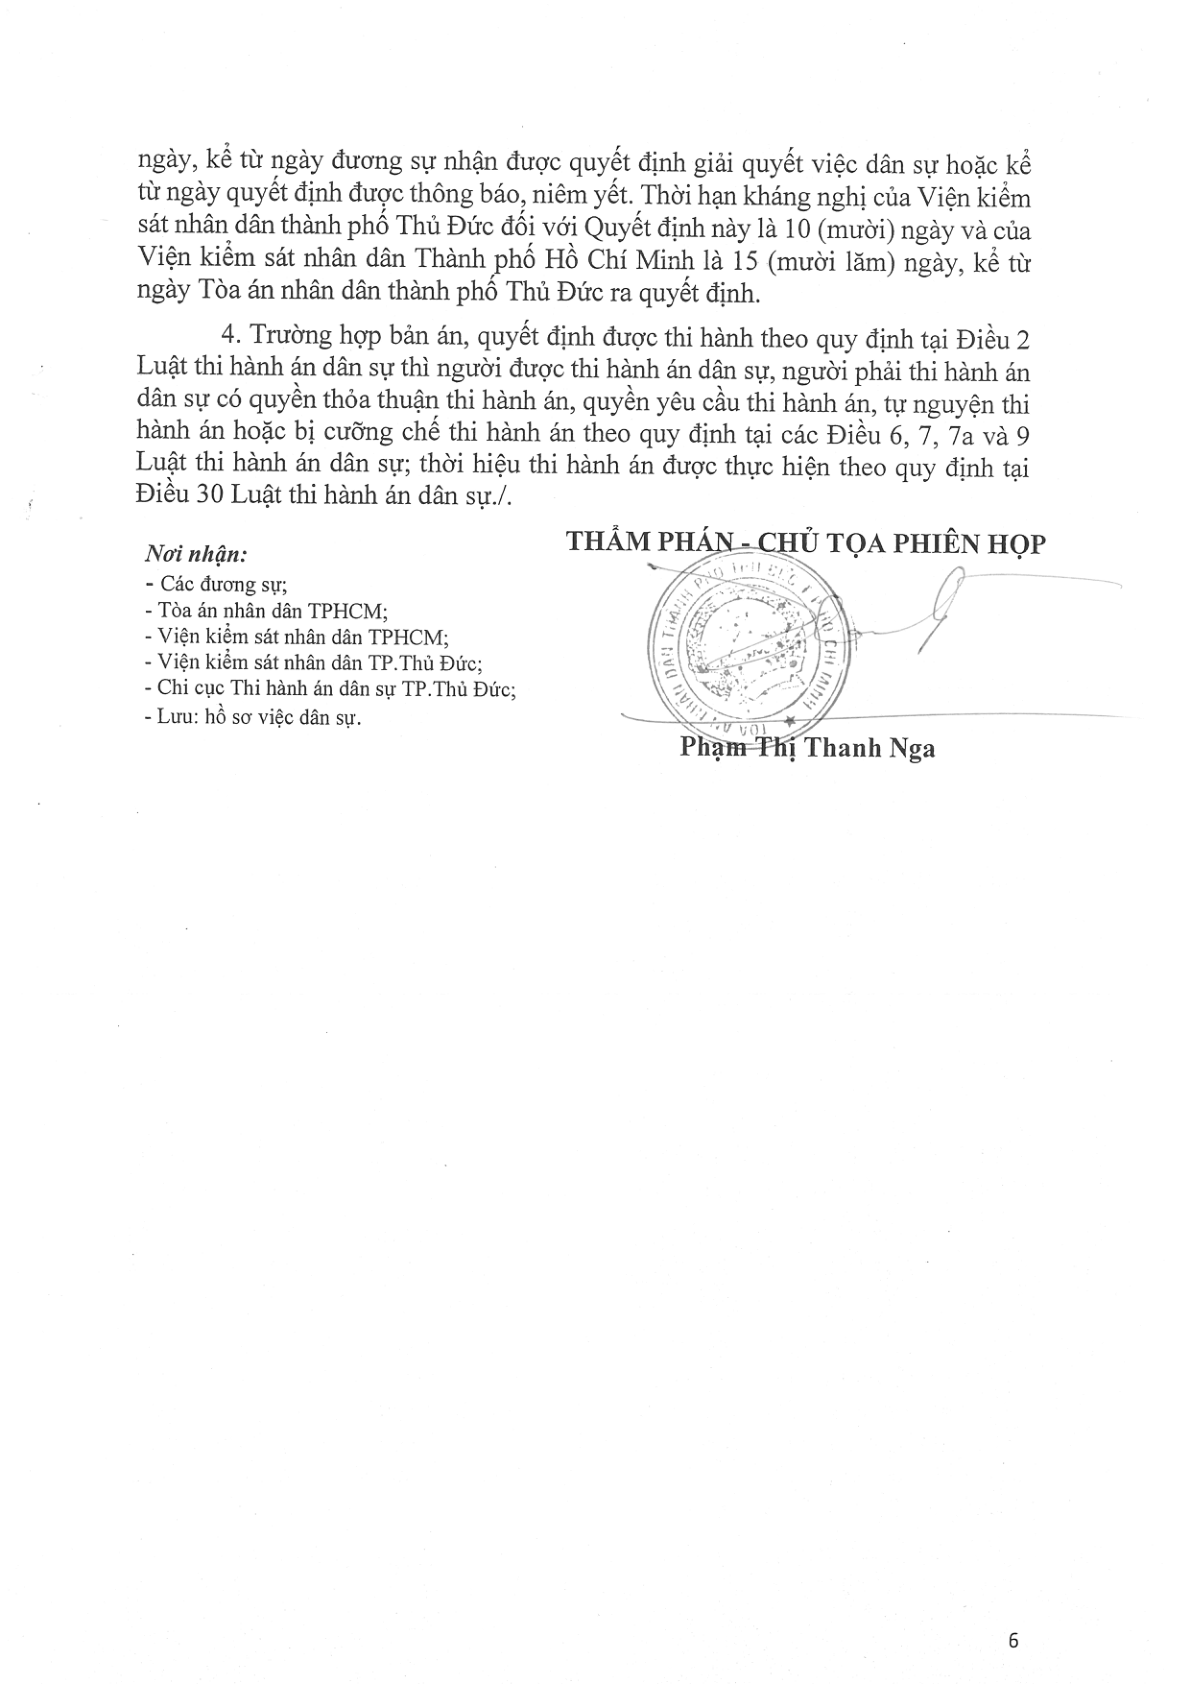 ngày, kể từ ngày đương sự nhận được quyết định giải quyết việc dân sự hoặc kể
từ ngày quyết định được thông báo, niêm yết. Thời hạn kháng nghị của Viện kiểm
sát nhân dân thành phố Thủ Đức đối với Quyết định này là 10 (mười) ngày và của
Viện kiểm sát nhân dân Thành phố Hồ Chí Minh là 15 (mười lăm) ngày, kể từ
ngày Tòa án nhân dân thành phố Thủ Đức ra quyết định.
4. Trường hợp bản án, quyết định được thi hành theo quy định tại Điều 2
Luật thi hành án dân sự thì người được thi hành án dân sự, người phải thi hành án
dân sự có quyền thỏa thuận thi hành án, quyền yêu cầu thi hành án, tự nguyện thi
hành án hoặc bị cưỡng chế thi hành án theo quy định tại các Điều 6, 7, 7a và 9
Luật thi hành án dân sự; thời hiệu thi hành án được thực hiện theo quy định tại
Điều 30 Luật thi hành án dân sự./.
Nơi nhận:
- Các đương sự;
- Tòa án nhân dân TPHCM;
- Viện kiểm sát nhân dân TPHCM;
- Viện kiểm sát nhân dân TP.Thủ Đức;
- Chi cục Thi hành án dân sự TP.Thủ Đức;
- Lưu: hồ sơ việc dân sự.
THẨM PHÁN - CHỦ TỌA PHIÊN HỌP
TÒA ÁN NHÂN DÂN THÀNH PHỐ THỦ ĐỨC T.P HỒ CHÍ MINH
Phạm Thị Thanh Nga
6